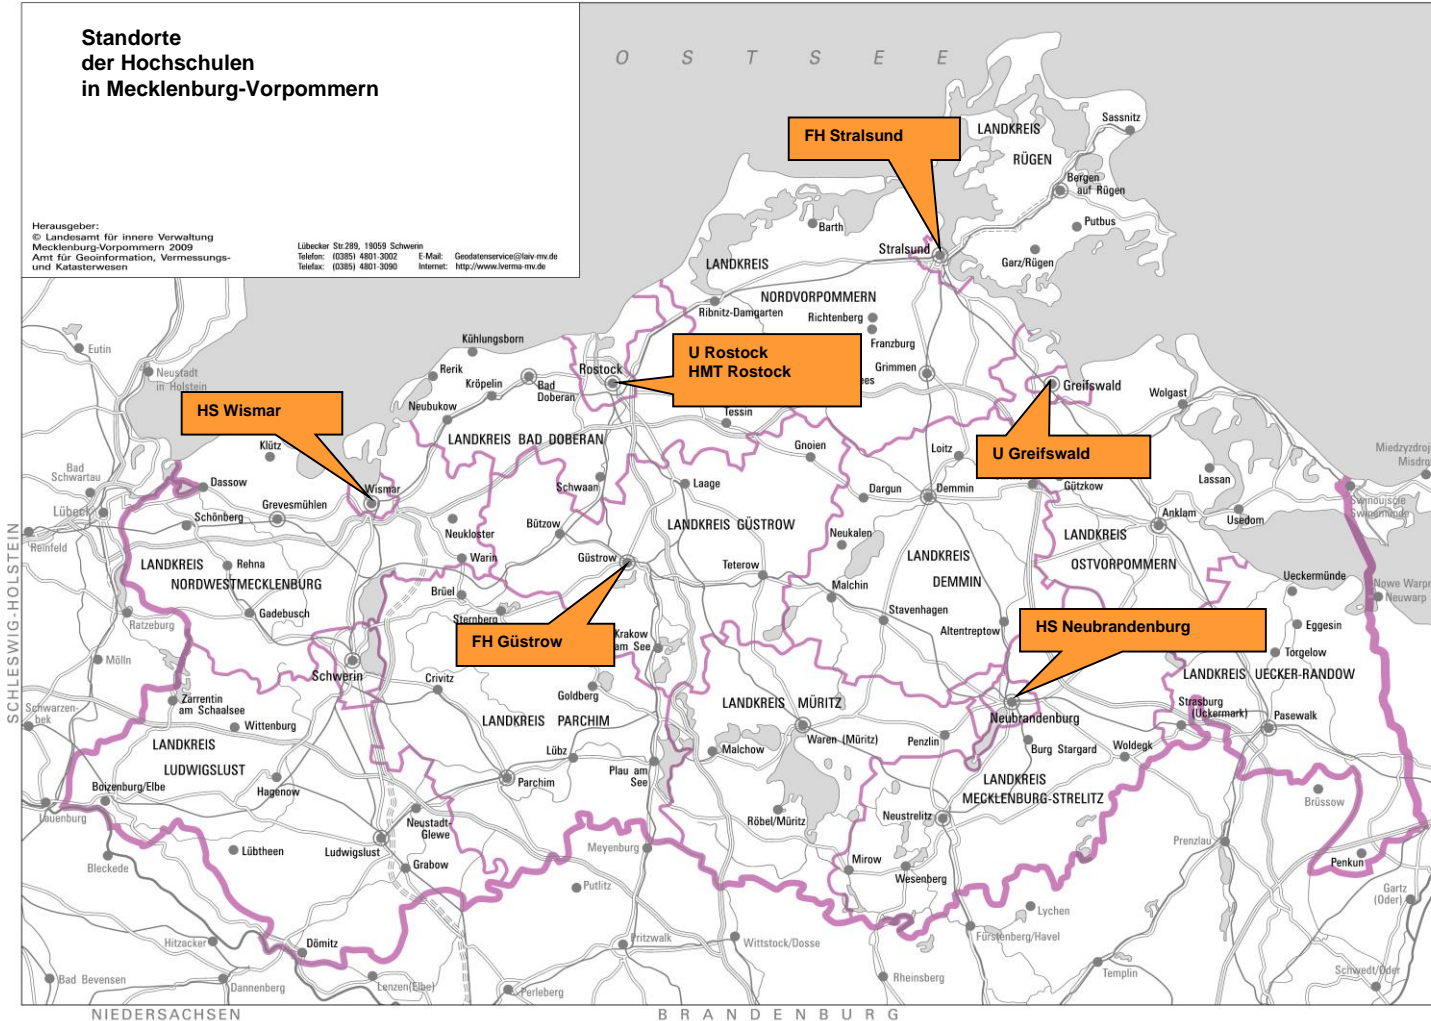 Standorte
der Hochschulen
in Mecklenburg-Vorpommern
Herausgeber:
© Landesamt für innere Verwaltung
Mecklenburg-Vorpommern 2009
Amt für Geoinformation, Vermessungs-
und Katasterwesen
Lübecker Str.289, 19059 Schwerin
Telefon: (0385) 4801-3002 E-Mail: Geodatenservice@laiv-mv.de
Telefax: (0385) 4801-3090 Internet: http://www.lverma-mv.de
O S T S E E
FH Stralsund
LANDKREIS
RÜGEN
Sassnitz
Bergen
auf Rügen
Putbus
Garz/Rügen
Barth
Stralsund
LANDKREIS
NORDVORPOMMERN
Ribnitz-Damgarten
Richtenberg
Franzburg
Grimmen
U Rostock
HMT Rostock
Rostock
Kühlungsborn
Rerik
Kröpelin
Bad
Doberan
Neubukow
Eutin
Neustadt
in Holstein
HS Wismar
Klütz
LANDKREIS BAD DOBERAN
Tessin
Gnoien
Greifswald
Wolgast
U Greifswald
Loitz
Gützkow
Lassan
Miedzyzdroje
Bad
Schwartau
Lübeck
Reinfeld
Dassow
Schönberg
Grevesmühlen
Wismar
Neukloster
Warin
Schwaan
Bützow
Laage
LANDKREIS GÜSTROW
Güstrow
Teterow
Dargun
Demmin
Neukalen
LANDKREIS
DEMMIN
Malchin
Stavenhagen
Altentreptow
Anklam
Usedom
LANDKREIS
OSTVORPOMMERN
Swinoujscie
Swinemünde
Ueckermünde
Neuwarp
Eggesin
Torgelow
LANDKREIS
NORDWESTMECKLENBURG
Rehna
Gadebusch
Ratzeburg
Mölln
Brüel
Sternberg
FH Güstrow
Krakow
am See
HS Neubrandenburg
LANDKREIS UECKER-RANDOW
Strasburg
(Uckermark)
Pasewalk
Schwerin
Crivitz
Goldberg
LANDKREIS PARCHIM
Lübz
Parchim
Plau am
See
LANDKREIS MÜRITZ
Malchow
Waren (Müritz)
Penzlin
Neubrandenburg
Burg Stargard
Woldegk
LANDKREIS
MECKLENBURG-STRELITZ
Schwarzen-
bek
Zarrentin
am Schaalsee
Wittenburg
LANDKREIS
LUDWIGSLUST
Boizenburg/Elbe
Hagenow
Lauenburg
Bleckede
Lübtheen
Ludwigslust
Neustadt-
Glewe
Grabow
Meyenburg
Putlitz
Röbel/Müritz
Neustrelitz
Mirow
Wesenberg
Brüssow
Prenzlau
Penkun
Gartz
(Oder)
Lychen
Fürstenberg/Havel
Hitzacker
Dömitz
Bad Bevensen
Dannenberg
Lenzen(Elbe)
Perleberg
Pritzwalk
Wittstock/Dosse
Rheinsberg
Templin
Schwedt/Oder
SCHLESWIG-HOLSTEIN
NIEDERSACHSEN
BRANDENBURG